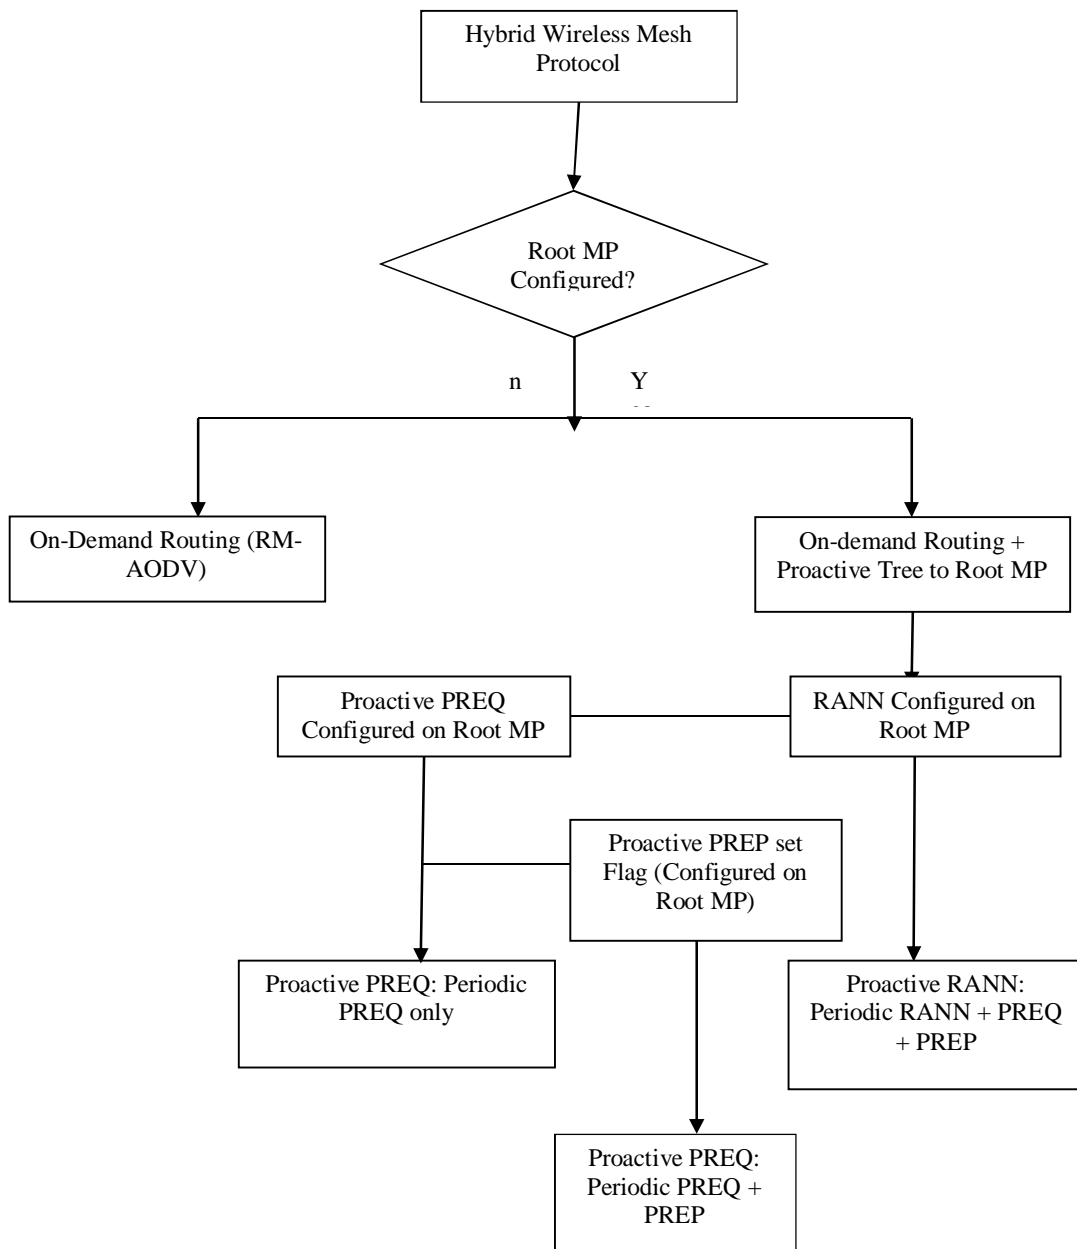 Hybrid Wireless Mesh
Protocol
Root MP
Configured?
n
Y
On-Demand Routing (RM-
AODV)
On-demand Routing +
Proactive Tree to Root MP
Proactive PREQ
Configured on Root MP
RANN Configured on
Root MP
Proactive PREP set
Flag (Configured on
Root MP)
Proactive PREQ: Periodic
PREQ only
Proactive RANN:
Periodic RANN + PREQ
+ PREP
Proactive PREQ:
Periodic PREQ +
PREP